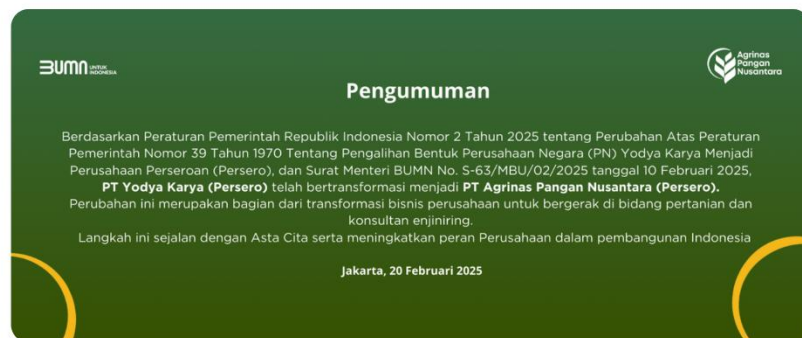 BUMN UNTUK
INDONESIA
Agrinas
Pangan
Nusantara
Pengumuman
Berdasarkan Peraturan Pemerintah Republik Indonesia Nomor 2 Tahun 2025 tentang Perubahan Atas Peraturan
Pemerintah Nomor 39 Tahun 1970 Tentang Pengalihan Bentuk Perusahaan Negara (PN) Yodya Karya Menjadi
Perusahaan Perseroan (Persero), dan Surat Menteri BUMN No. S-63/MBU/02/2025 tanggal 10 Februari 2025,
PT Yodya Karya (Persero) telah bertransformasi menjadi PT Agrinas Pangan Nusantara (Persero).
Perubahan ini merupakan bagian dari transformasi bisnis perusahaan untuk bergerak di bidang pertanian dan
konsultan enjiniring.
Langkah ini sejalan dengan Asta Cita serta meningkatkan peran Perusahaan dalam pembangunan Indonesia
Jakarta, 20 Februari 2025